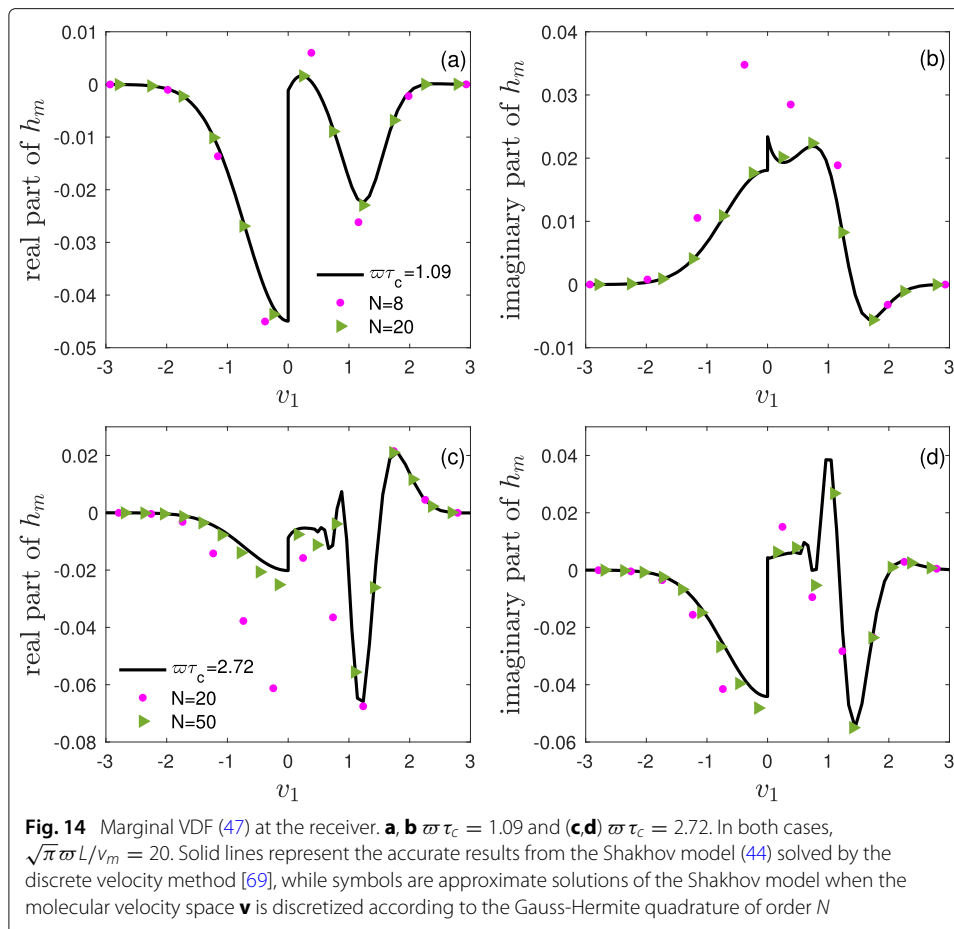 (a)
real part of h_m
0.01
0
-0.01
-0.02
-0.03
-0.04
-0.05
ϖτ_c=1.09
N=8
N=20
-3 -2 -1 0 1 2 3
v_1
(b)
imaginary part of h_m
0.04
0.03
0.02
0.01
0
-0.01
-3 -2 -1 0 1 2 3
v_1
(c)
real part of h_m
0.02
0
-0.02
-0.04
-0.06
-0.08
ϖτ_c=2.72
N=20
N=50
-3 -2 -1 0 1 2 3
v_1
(d)
imaginary part of h_m
0.04
0.02
0
-0.02
-0.04
-0.06
-3 -2 -1 0 1 2 3
v_1
Fig. 14 Marginal VDF (47) at the receiver. a, b ϖτ_c = 1.09 and (c,d) ϖτ_c = 2.72. In both cases,
√πϖL/v_m = 20. Solid lines represent the accurate results from the Shakhov model (44) solved by the
discrete velocity method [69], while symbols are approximate solutions of the Shakhov model when the
molecular velocity space v is discretized according to the Gauss-Hermite quadrature of order N